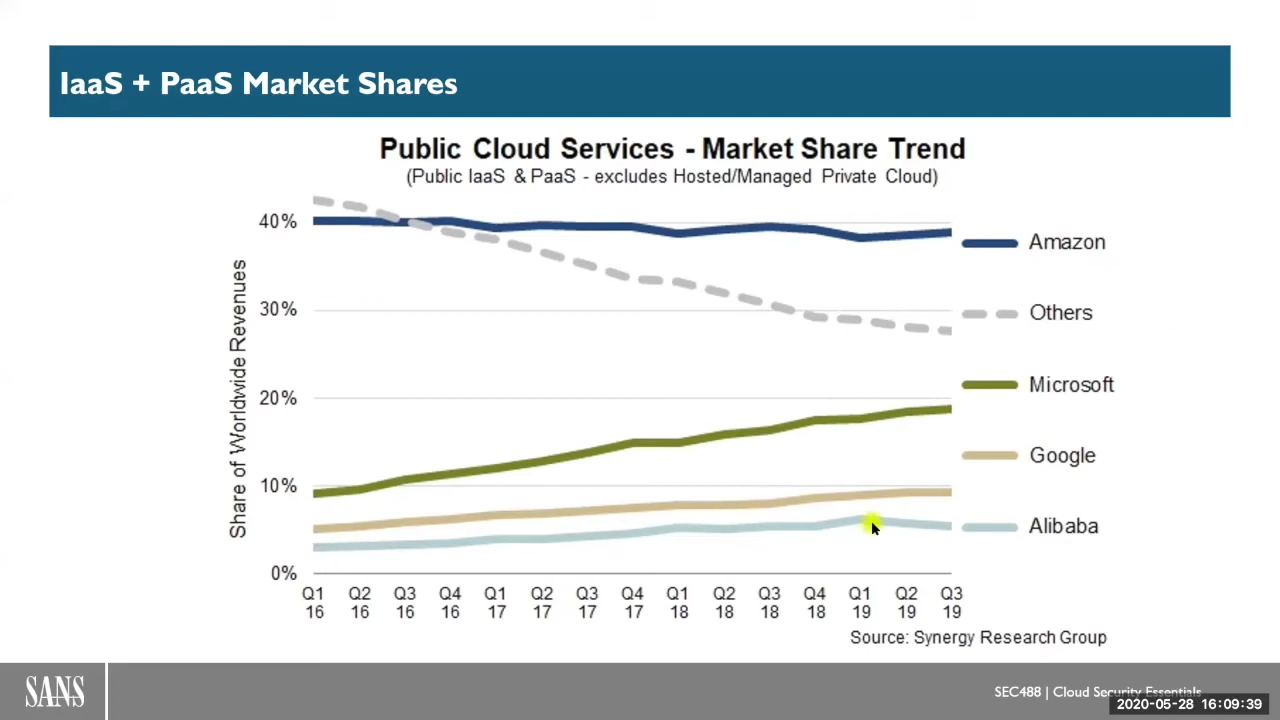 IaaS + PaaS Market Shares
Public Cloud Services - Market Share Trend
(Public IaaS & PaaS - excludes Hosted/Managed Private Cloud)
Share of Worldwide Revenues
40%
30%
20%
10%
0%
Amazon
Others
Microsoft
Google
Alibaba
Q1 Q2 Q3 Q4 Q1 Q2 Q3 Q4 Q1 Q2 Q3 Q4 Q1 Q2 Q3
16 16 16 16 17 17 17 17 18 18 18 18 19 19 19
Source: Synergy Research Group
SANS
SEC488 | Cloud Security Essentials
2020-05-28 16:09:39